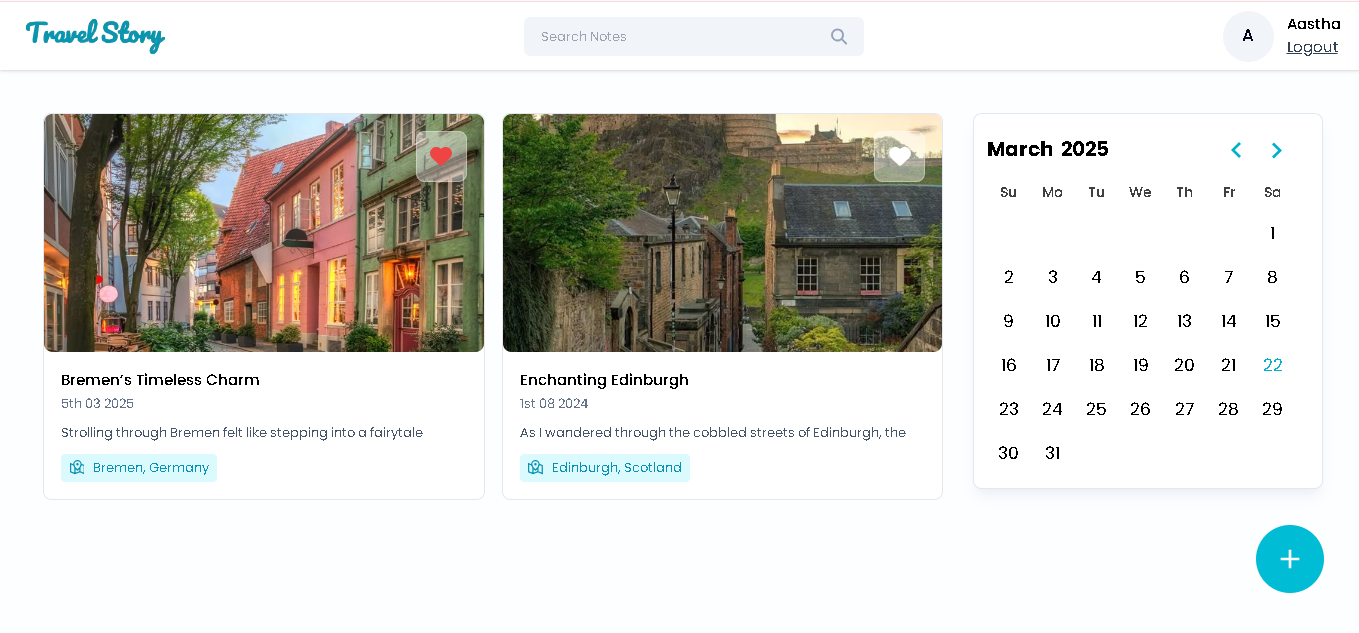 Travel Story
Search Notes
A
Aastha
Logout
Bremen’s Timeless Charm
5th 03 2025
Strolling through Bremen felt like stepping into a fairytale
Bremen, Germany
Enchanting Edinburgh
1st 08 2024
As I wandered through the cobbled streets of Edinburgh, the
Edinburgh, Scotland
March 2025
Su Mo Tu We Th Fr Sa
1
2 3 4 5 6 7 8
9 10 11 12 13 14 15
16 17 18 19 20 21 22
23 24 25 26 27 28 29
30 31